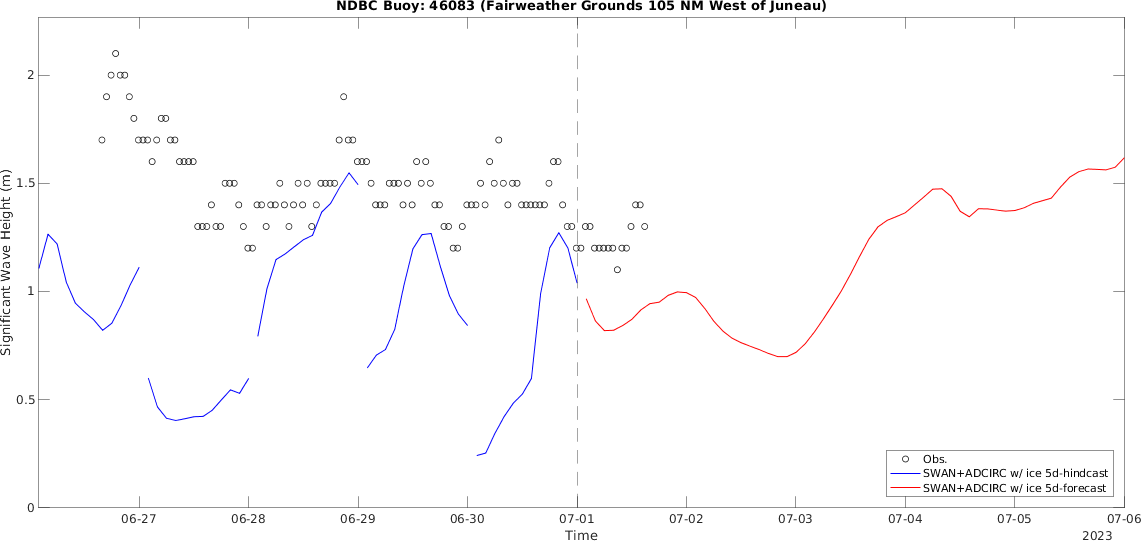 NDBC Buoy: 46083 (Fairweather Grounds 105 NM West of Juneau)
Significant Wave Height (m)
2
1.5
1
0.5
0
Obs.
SWAN+ADCIRC w/ ice 5d-hindcast
SWAN+ADCIRC w/ ice 5d-forecast
06-27 06-28 06-29 06-30 07-01 07-02 07-03 07-04 07-05 07-06
Time
2023